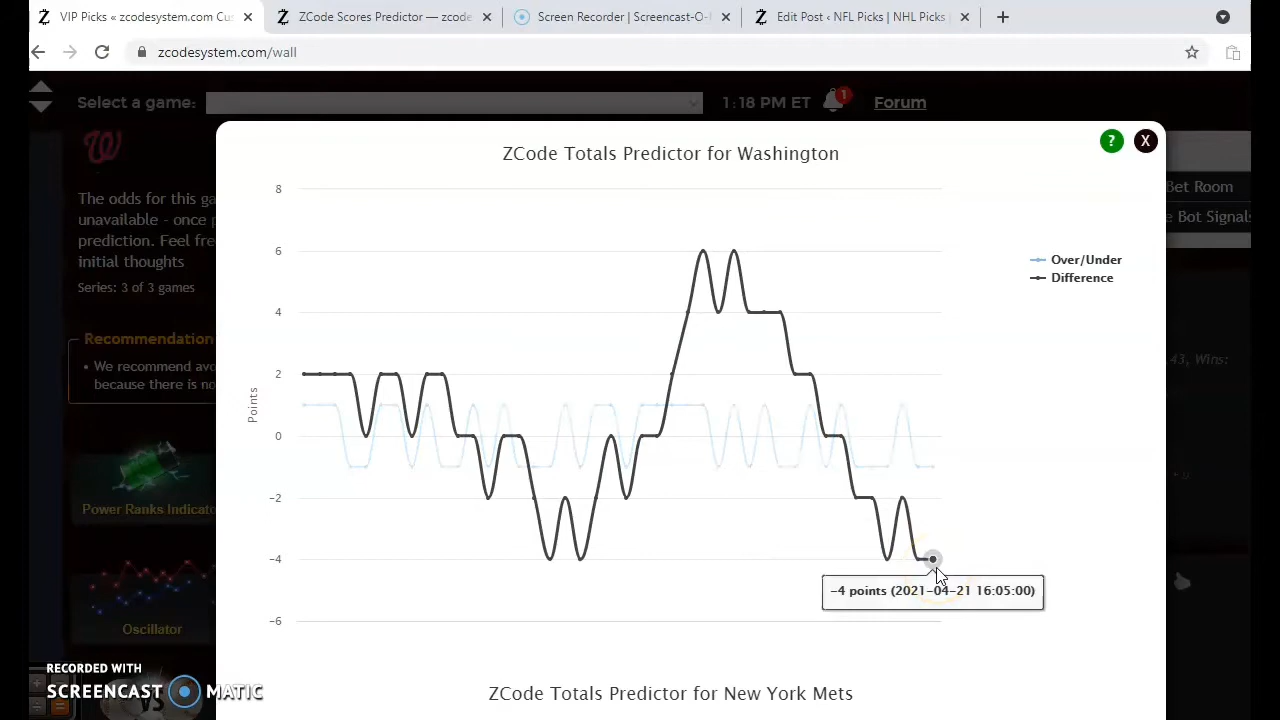 VIP Picks « zcodesystem.com Cus
ZCode Scores Predictor — zcode
Screen Recorder | Screencast-O-
Edit Post ‹ NFL Picks | NHL Picks
zcodesystem.com/wall
Select a game:
1:18 PM ET
1
Forum
W
? X
ZCode Totals Predictor for Washington
The odds for this ga
unavailable - once p
prediction. Feel fre
initial thoughts
Series: 3 of 3 games
Recommendation
• We recommend avo
because there is no
Power Ranks Indicato
Oscillator
VS
Bet Room
e Bot Signals
43, Wins:
Over/Under
Difference
Points
8
6
4
2
0
-2
-4
-6
-4 points (2021-04-21 16:05:00)
RECORDED WITH
SCREENCAST MATIC
ZCode Totals Predictor for New York Mets